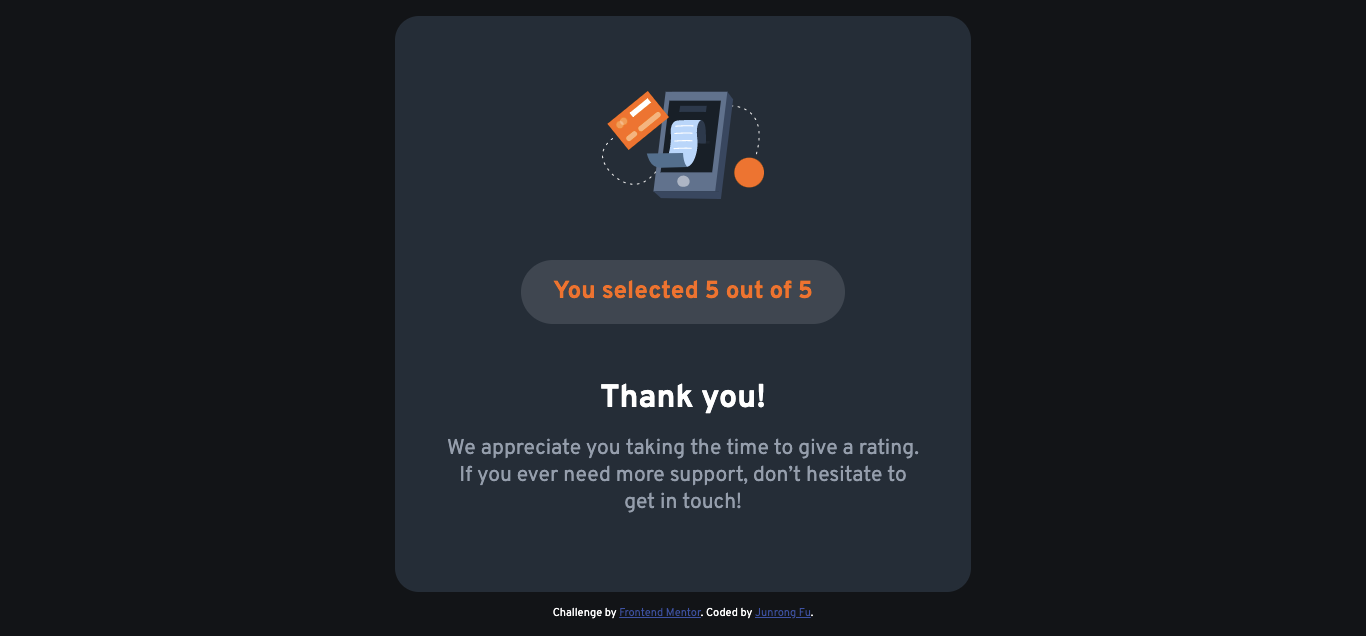 You selected 5 out of 5
Thank you!
We appreciate you taking the time to give a rating.
If you ever need more support, don’t hesitate to
get in touch!
Challenge by Frontend Mentor. Coded by Junrong Fu.